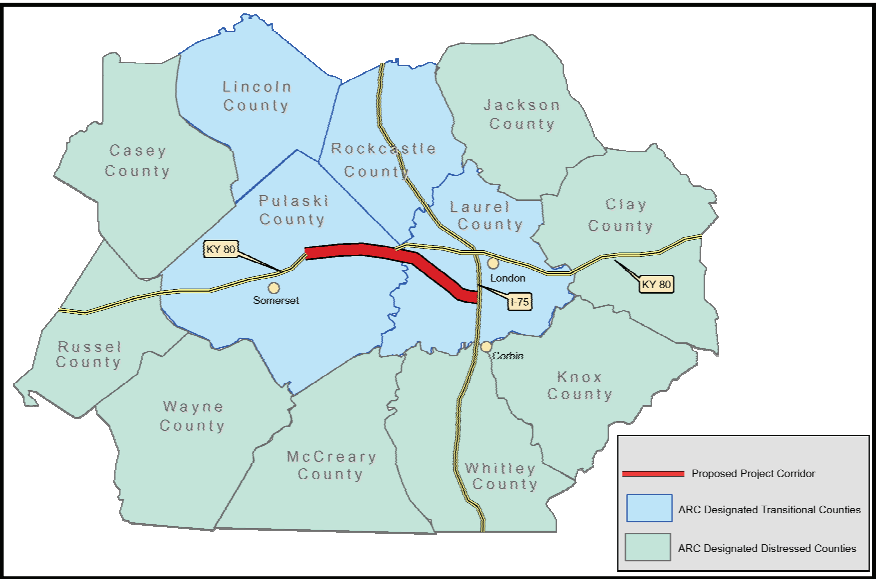 Lincoln
County
Jackson
County
Casey
County
Rockcastle
County
Pulaski
County
Laurel
County
Clay
County
KY 80
London
KY 80
Somerset
I-75
Russel
County
Corbin
Knox
County
Wayne
County
McCreary
County
Whitley
County
Proposed Project Corridor
ARC Designated Transitional Counties
ARC Designated Distressed Counties